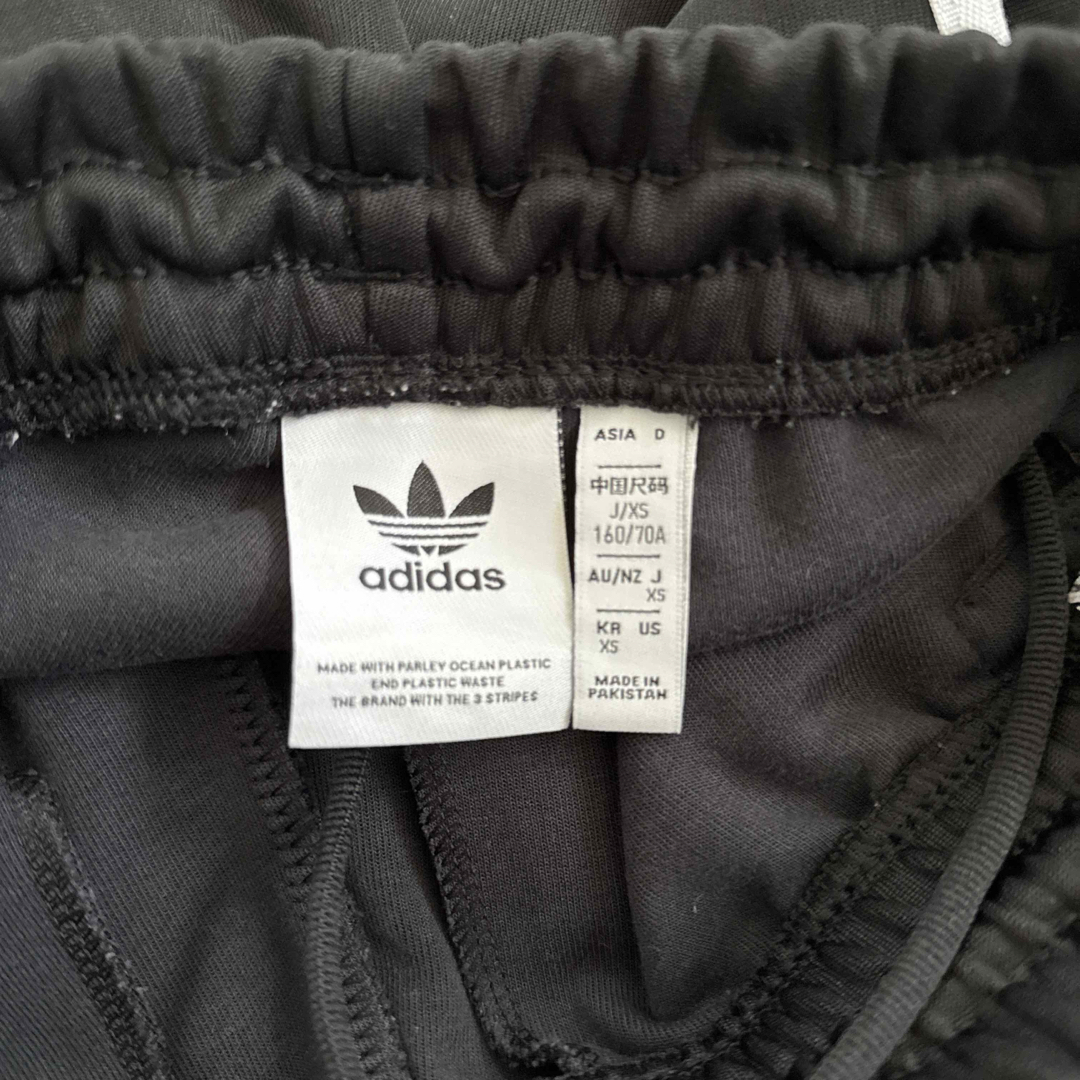 adidas
MADE WITH PARLEY OCEAN PLASTIC
END PLASTIC WASTE
THE BRAND WITH THE 3 STRIPES
ASIA D
中国尺码
J/XS
160/70A
AU/NZ J
XS
KR US
XS
MADE IN
PAKISTAN